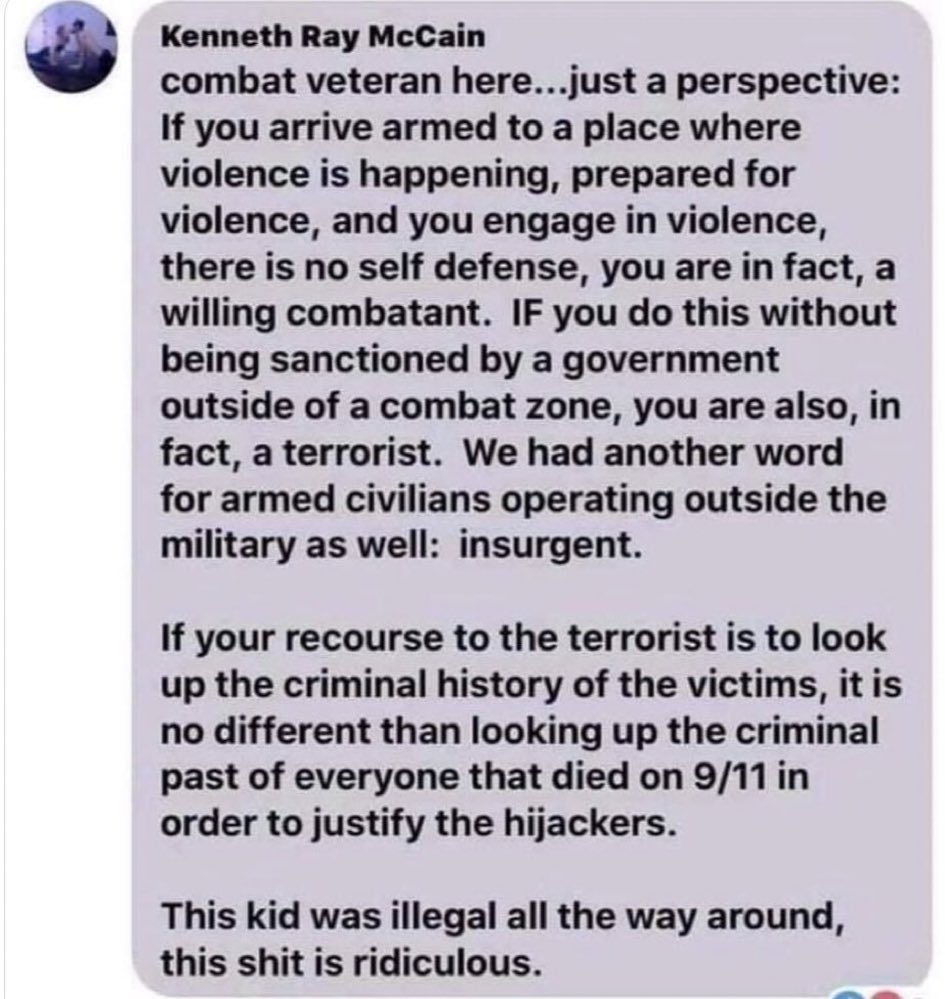 Kenneth Ray McCain
combat veteran here...just a perspective:
If you arrive armed to a place where
violence is happening, prepared for
violence, and you engage in violence,
there is no self defense, you are in fact, a
willing combatant.  IF you do this without
being sanctioned by a government
outside of a combat zone, you are also, in
fact, a terrorist.  We had another word
for armed civilians operating outside the
military as well:  insurgent.
If your recourse to the terrorist is to look
up the criminal history of the victims, it is
no different than looking up the criminal
past of everyone that died on 9/11 in
order to justify the hijackers.
This kid was illegal all the way around,
this shit is ridiculous.